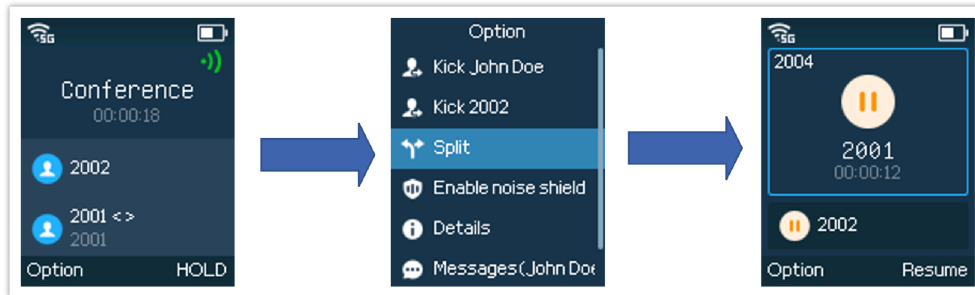 5G
Conference
00:00:18
2002
2001 <>
2001
Option HOLD
Option
Kick John Doe
Kick 2002
Split
Enable noise shield
Details
Messages(John Doe
5G
2004
2001
00:00:12
2002
Option Resume